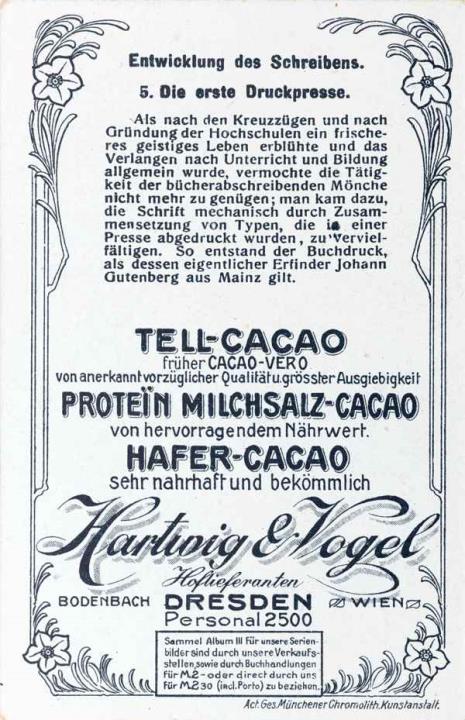 Entwicklung des Schreibens.
5. Die erste Druckpresse.
Als nach den Kreuzzügen und nach
Gründung der Hochschulen ein frische-
res geistiges Leben erblühte und das
Verlangen nach Unterricht und Bildung
allgemein wurde, vermochte die Tätig-
keit der bücherabschreibenden Mönche
nicht mehr zu genügen; man kam dazu,
die Schrift mechanisch durch Zusam-
mensetzung von Typen, die in einer
Presse abgedruckt wurden, zu Verviel-
fältigen. So entstand der Buchdruck,
als dessen eigentlicher Erfinder Johann
Gutenberg aus Mainz gilt.
TELL-CACAO
früher CACAO-VERO
von anerkannt vorzüglicher Qualität u. grösster Ausgiebigkeit
PROTEÏN MILCHSALZ-CACAO
von hervorragendem Nährwert.
HAFER-CACAO
sehr nahrhaft und bekömmlich
Hartwig & Vogel
Hoflieferanten
BODENBACH DRESDEN WIEN
Personal 2500
Sammel Album III für unsere Serien-
bilder sind durch unsere Verkaufs-
stellen, sowie durch Buchhandlungen
für M.2- oder direct durch uns
für M.2 30 (incl. Porto) zu beziehen.
Act. Ges. Münchener Chromolith. Kunstanstalt.